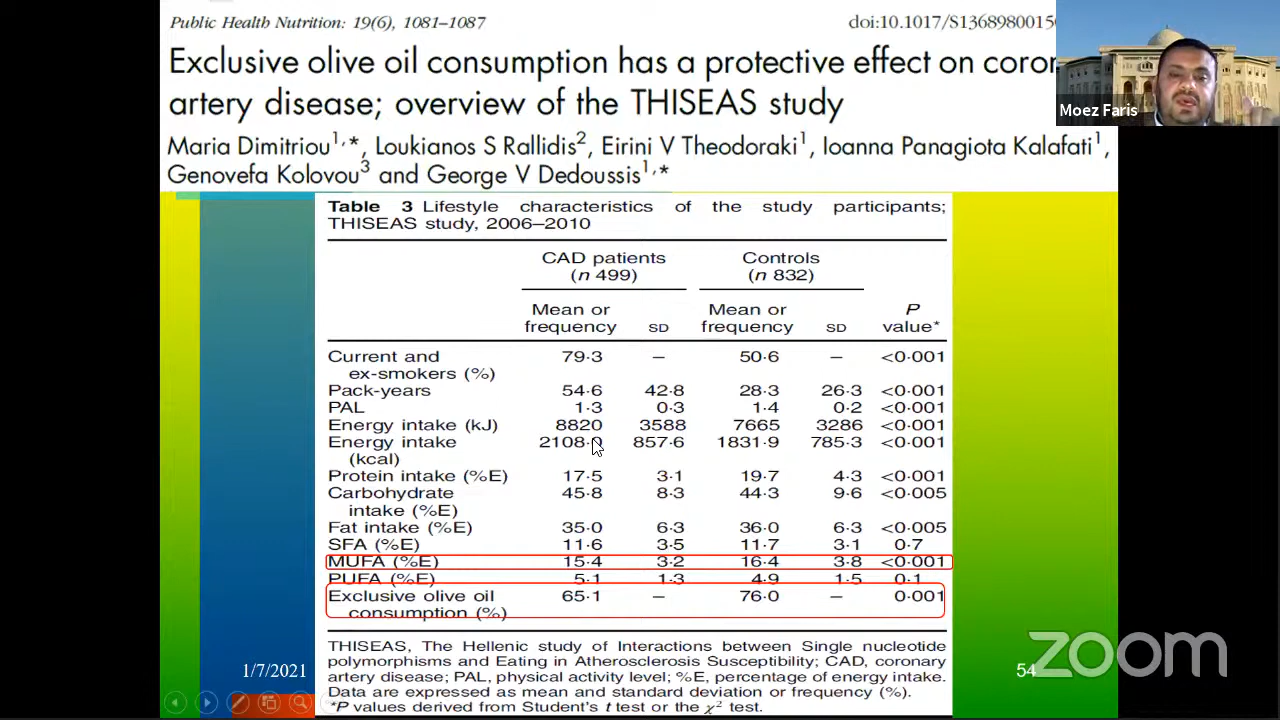 Public Health Nutrition: 19(6), 1081–1087
Exclusive olive oil consumption has a protective effect on
artery disease; overview of the THISEAS study
Maria Dimitriou1,*, Loukianos S Rallidis2, Eirini V Theodoraki1, Ioanna Panagiota Kalafati1,
Genovefa Kolovou3 and George V Dedoussis1,*
Moez Faris
Table 3 Lifestyle characteristics of the study participants;
THISEAS study, 2006–2010
CAD patients Controls
(n 499) (n 832)
Mean or Mean or P
frequency SD frequency SD value*
Current and 79·3 – 50·6 – <0·001
ex-smokers (%)
Pack-years 54·6 42·8 28·3 26·3 <0·001
PAL 1·3 0·3 1·4 0·2 <0·001
Energy intake (kJ) 8820 3588 7665 3286 <0·001
Energy intake 857·6 1831·9 785·3 <0·001
(kcal)
Protein intake (%E) 17·5 3·1 19·7 4·3 <0·001
Carbohydrate 45·8 8·3 44·3 9·6 <0·005
intake (%E)
Fat intake (%E) 35·0 6·3 36·0 6·3 <0·005
SFA (%E) 11·6 3·5 11·7 3·1 0·7
MUFA (%E) 15·4 3·2 16·4 3·8 <0·001
PUFA (%E) 5·1 1·3 4·9 1·5 0·1
Exclusive olive oil 65·1 – 76·0 – 0·001
consumption (%)
THISEAS, The Hellenic study of Interactions between Single nucleotide
polymorphisms and Eating in Atherosclerosis Susceptibility; CAD, coronary
artery disease; PAL, physical activity level; %E, percentage of energy intake.
Data are expressed as mean and standard deviation or frequency (%).
*P values derived from Student's t test or the χ2 test.
1/7/2021
54
zoom